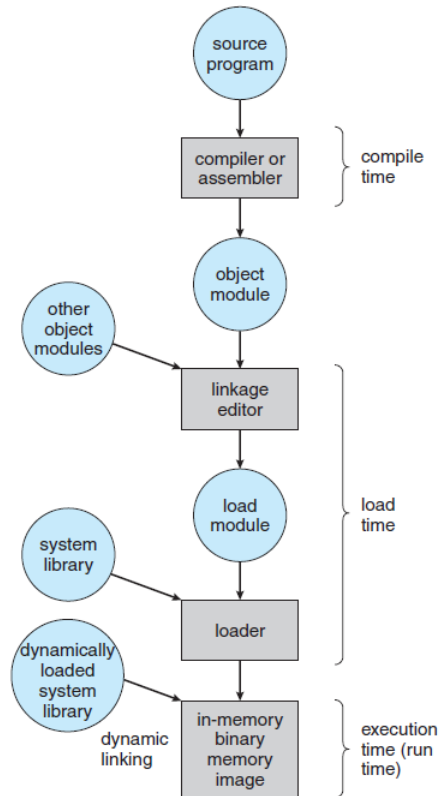 source
program
compiler or
assembler
compile
time
object
module
other
object
modules
linkage
editor
load
module
load
time
system
library
loader
dynamically
loaded
system
library
dynamic
linking
in-memory
binary
memory
image
execution
time (run
time)